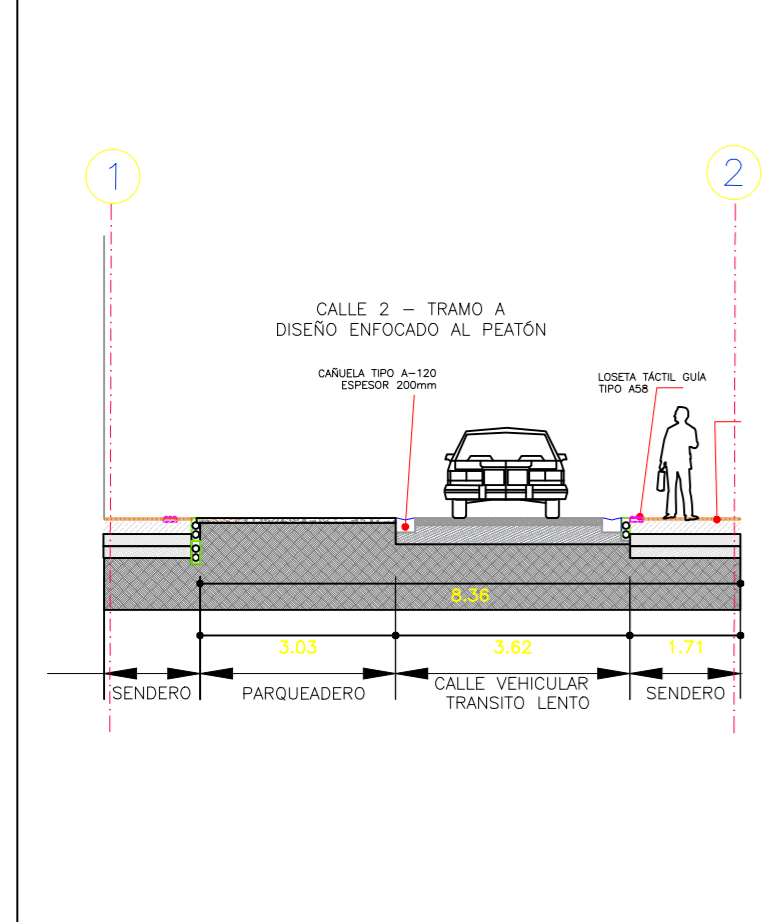 1
2
CALLE 2 – TRAMO A
DISEÑO ENFOCADO AL PEATÓN
CAÑUELA TIPO A–120
ESPESOR 200mm
LOSETA TÁCTIL GUÍA
TIPO A58
8.36
3.03
3.62
1.71
SENDERO
PARQUEADERO
CALLE VEHICULAR
TRANSITO LENTO
SENDERO